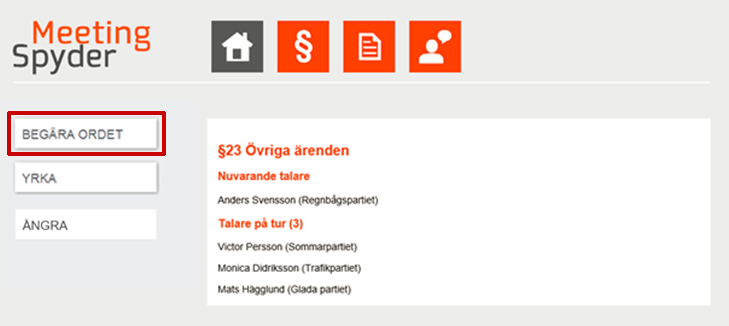 Meeting
Spyder
§
BEGÄRA ORDET
YRKA
ÅNGRA
§23 Övriga ärenden
Nuvarande talare
Anders Svensson (Regnbågspartiet)
Talare på tur (3)
Victor Persson (Sommarpartiet)
Monica Didriksson (Trafikpartiet)
Mats Hägglund (Glada partiet)